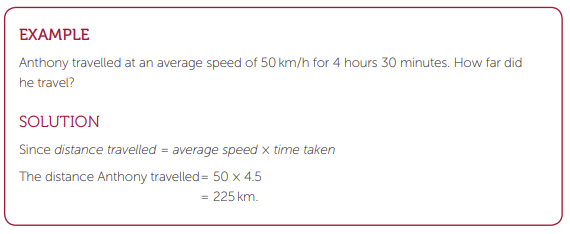 EXAMPLE
Anthony travelled at an average speed of 50 km/h for 4 hours 30 minutes. How far did
he travel?
SOLUTION
Since distance travelled = average speed × time taken
The distance Anthony travelled= 50 × 4.5
= 225 km.